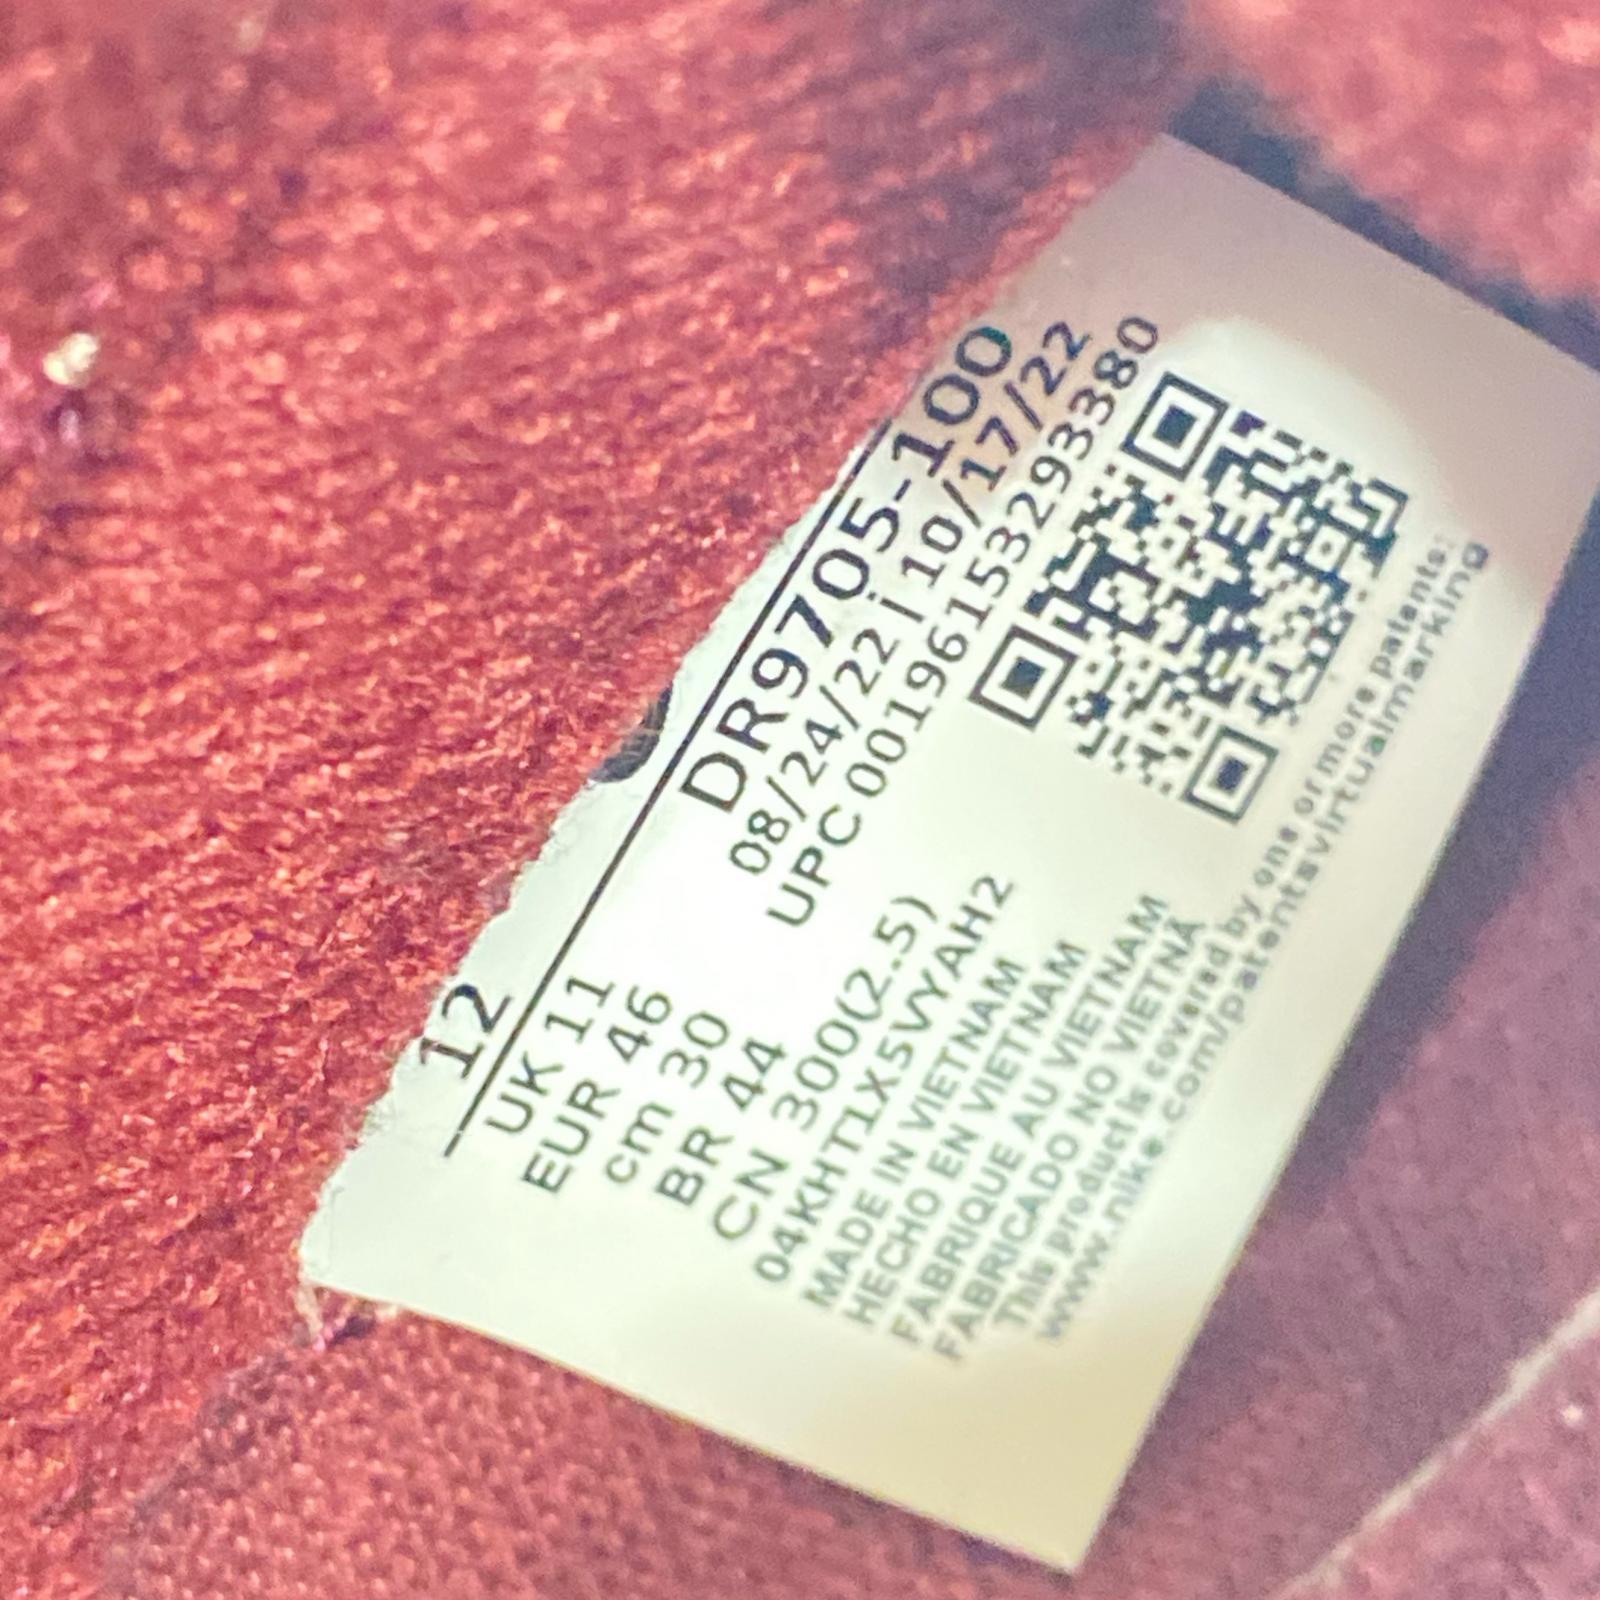 12
UK 11
EUR 46
cm 30
BR 44
CN 300(2.5)
04KHT1X5VYAH2
MADE IN VIETNAM
HECHO EN VIETNAM
FABRIQUE AU VIETNAM
FABRICADO NO VIETNÃ
This product is covered by one or more patents:
www.nike.com/patentsvirtualmarking
DR9705-100
08/24/22 | 10/17/22
UPC 00196153293380